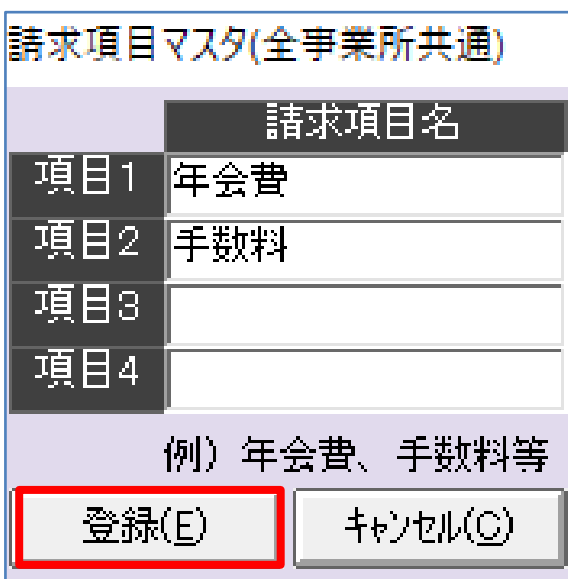 請求項目マスタ(全事業所共通)
請求項目名
項目1 年会費
項目2 手数料
項目3
項目4
例）年会費、手数料等
登録(E) ｷｬﾝｾﾙ(C)